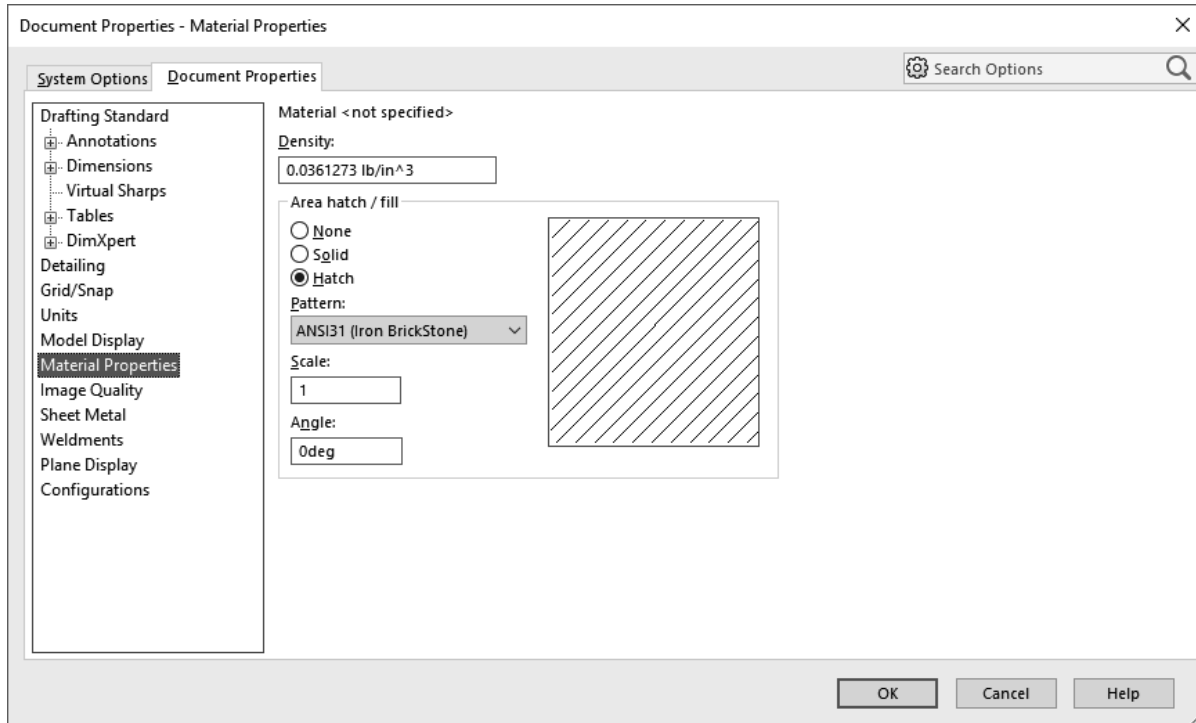 Document Properties - Material Properties
System Options
Document Properties
Search Options
Drafting Standard
Annotations
Dimensions
Virtual Sharps
Tables
DimXpert
Detailing
Grid/Snap
Units
Model Display
Material Properties
Image Quality
Sheet Metal
Weldments
Plane Display
Configurations
Material <not specified>
Density:
0.0361273 lb/in^3
Area hatch / fill
None
Solid
Hatch
Pattern:
ANSI31 (Iron BrickStone)
Scale:
1
Angle:
0deg
OK
Cancel
Help